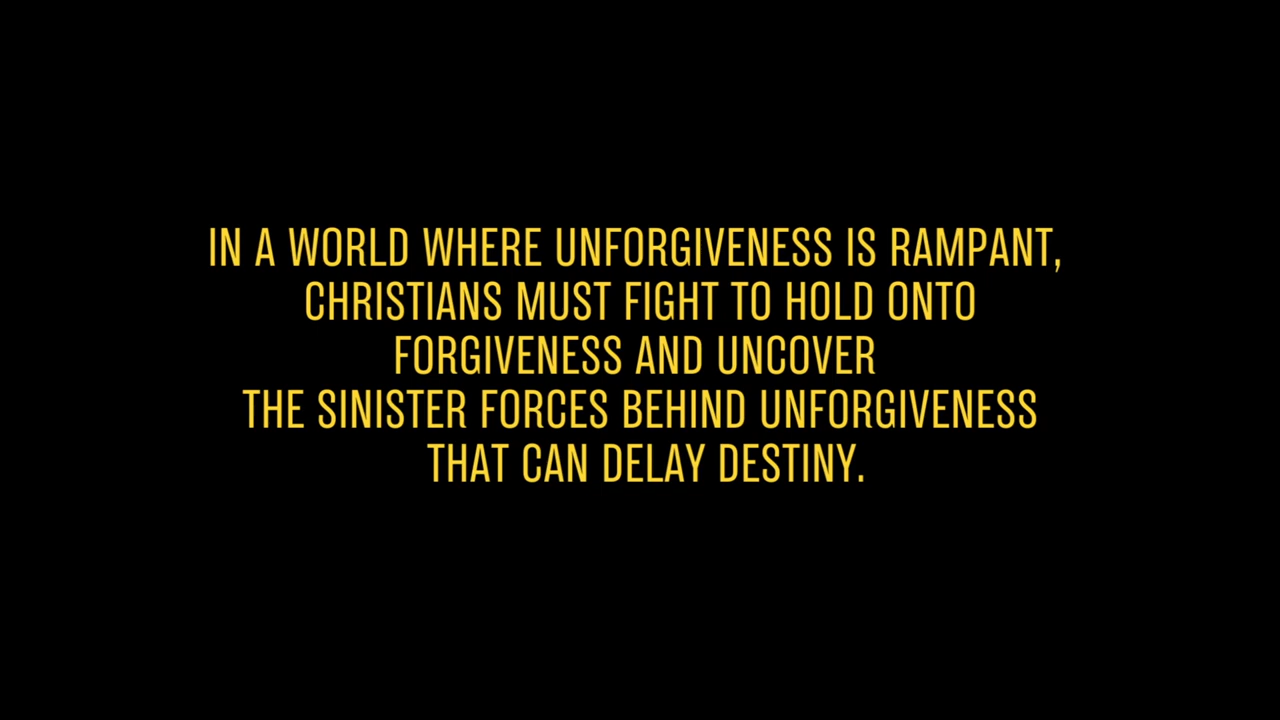 IN A WORLD WHERE UNFORGIVENESS IS RAMPANT,
CHRISTIANS MUST FIGHT TO HOLD ONTO
FORGIVENESS AND UNCOVER
THE SINISTER FORCES BEHIND UNFORGIVENESS
THAT CAN DELAY DESTINY.